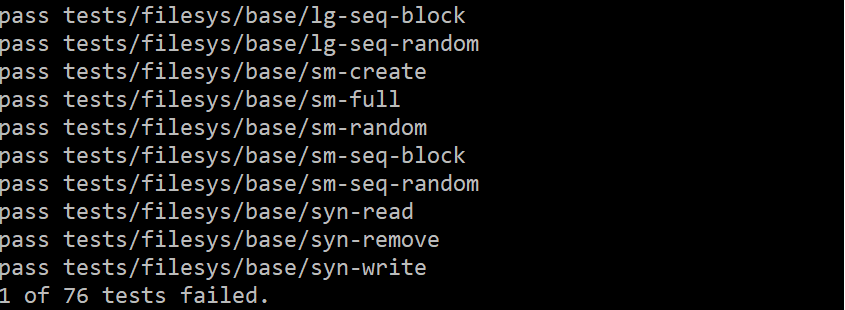 pass tests/filesys/base/lg-seq-block
pass tests/filesys/base/lg-seq-random
pass tests/filesys/base/sm-create
pass tests/filesys/base/sm-full
pass tests/filesys/base/sm-random
pass tests/filesys/base/sm-seq-block
pass tests/filesys/base/sm-seq-random
pass tests/filesys/base/syn-read
pass tests/filesys/base/syn-remove
pass tests/filesys/base/syn-write
1 of 76 tests failed.